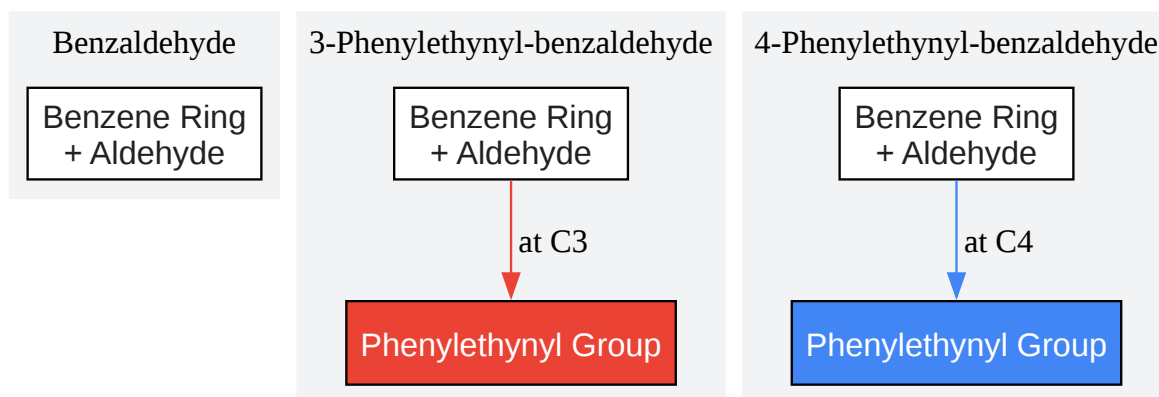 Benzaldehyde
Benzene Ring
+ Aldehyde
3-Phenylethynyl-benzaldehyde
Benzene Ring
+ Aldehyde
at C3
Phenylethynyl Group
4-Phenylethynyl-benzaldehyde
Benzene Ring
+ Aldehyde
at C4
Phenylethynyl Group